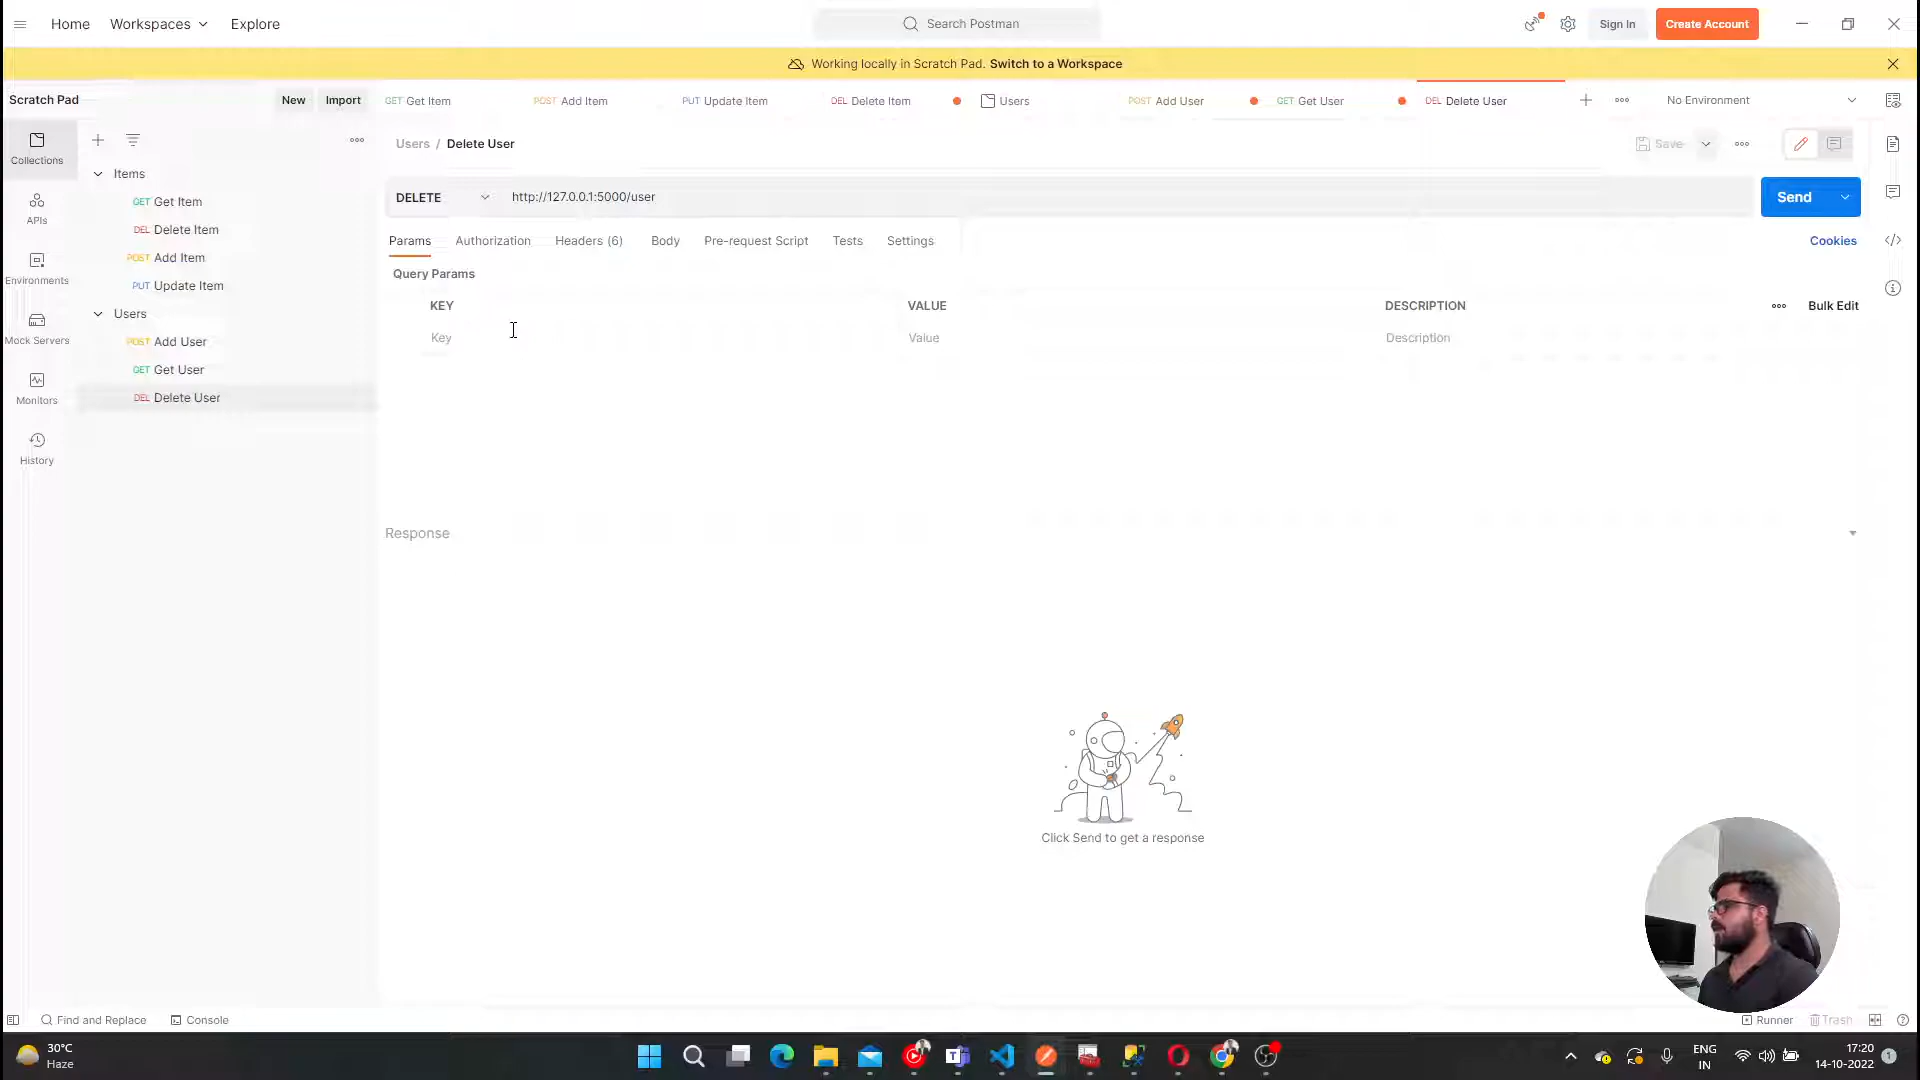 Home Workspaces Explore Search Postman Sign In Create Account
Working locally in Scratch Pad. Switch to a Workspace
Scratch Pad New Import GET Get Item POST Add Item PUT Update Item DEL Delete Item Users POST Add User GET Get User DEL Delete User No Environment
Collections
APIs
Environments
Mock Servers
Monitors
History
Items
GET Get Item
DEL Delete Item
POST Add Item
PUT Update Item
Users
POST Add User
GET Get User
DEL Delete User
Users / Delete User Save
DELETE http://127.0.0.1:5000/user Send
Params Authorization Headers (6) Body Pre-request Script Tests Settings Cookies
Query Params
KEY VALUE DESCRIPTION Bulk Edit
Key Value Description
Response
Click Send to get a response
Find and Replace Console Runner Trash
30°C
Haze
ENG
IN
17:20
14-10-2022
1